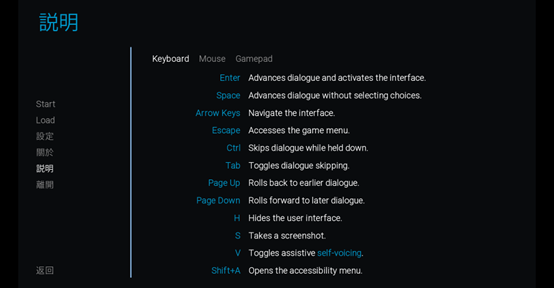 説明
Start
Load
設定
關於
説明
離開
返回
Keyboard Mouse Gamepad
Enter Advances dialogue and activates the interface.
Space Advances dialogue without selecting choices.
Arrow Keys Navigate the interface.
Escape Accesses the game menu.
Ctrl Skips dialogue while held down.
Tab Toggles dialogue skipping.
Page Up Rolls back to earlier dialogue.
Page Down Rolls forward to later dialogue.
H Hides the user interface.
S Takes a screenshot.
V Toggles assistive self-voicing.
Shift+A Opens the accessibility menu.